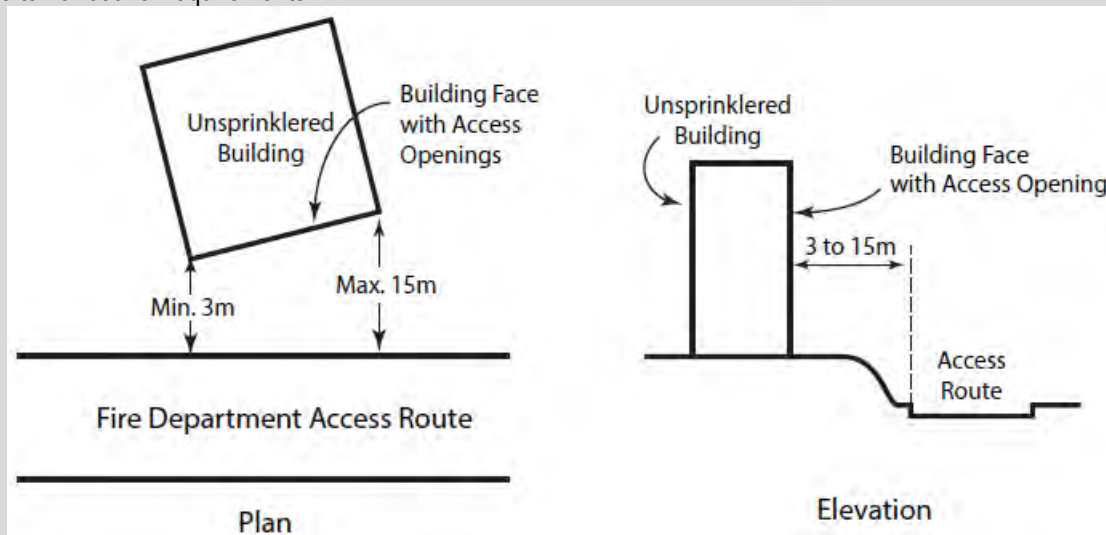 Unsprinklered
Building
Building Face
with Access
Openings
Min. 3m
Max. 15m
Fire Department Access Route
Plan
Unsprinklered
Building
Building Face
with Access Opening
3 to 15m
Access
Route
Elevation